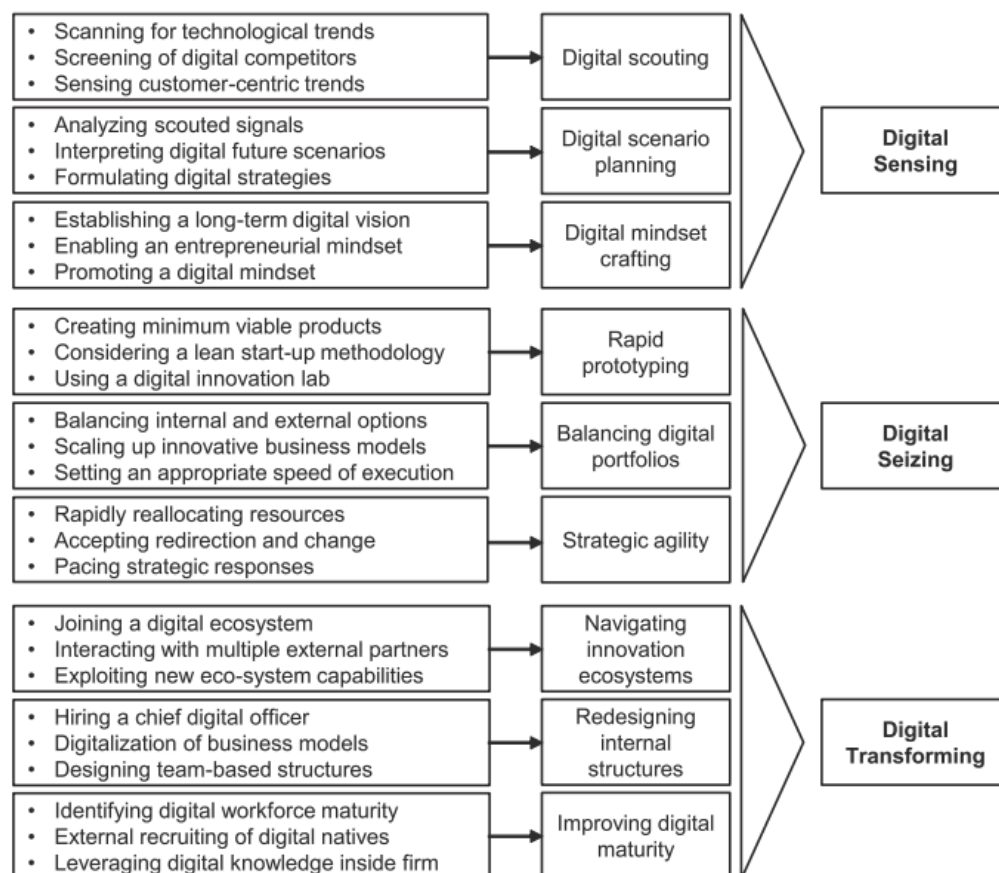 • Scanning for technological trends
• Screening of digital competitors
• Sensing customer-centric trends
Digital scouting
• Analyzing scouted signals
• Interpreting digital future scenarios
• Formulating digital strategies
Digital scenario
planning
• Establishing a long-term digital vision
• Enabling an entrepreneurial mindset
• Promoting a digital mindset
Digital mindset
crafting
Digital
Sensing
• Creating minimum viable products
• Considering a lean start-up methodology
• Using a digital innovation lab
Rapid
prototyping
• Balancing internal and external options
• Scaling up innovative business models
• Setting an appropriate speed of execution
Balancing digital
portfolios
• Rapidly reallocating resources
• Accepting redirection and change
• Pacing strategic responses
Strategic agility
Digital
Seizing
• Joining a digital ecosystem
• Interacting with multiple external partners
• Exploiting new eco-system capabilities
Navigating
innovation
ecosystems
• Hiring a chief digital officer
• Digitalization of business models
• Designing team-based structures
Redesigning
internal
structures
• Identifying digital workforce maturity
• External recruiting of digital natives
• Leveraging digital knowledge inside firm
Improving digital
maturity
Digital
Transforming